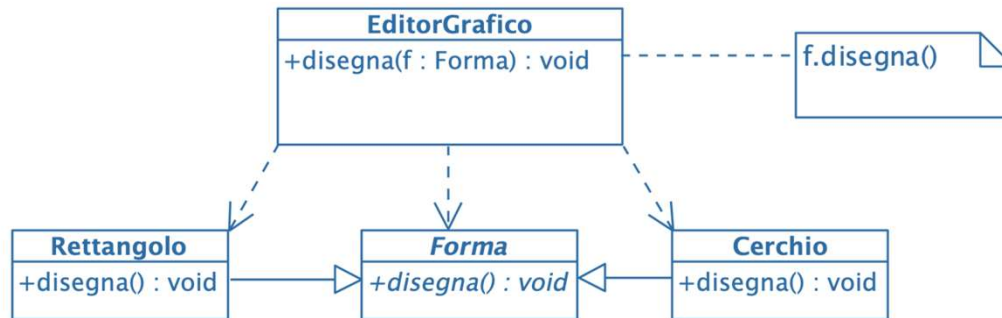 EditorGrafico
+disegna(f : Forma) : void
f.disegna()
Rettangolo
+disegna() : void
Forma
+disegna() : void
Cerchio
+disegna() : void